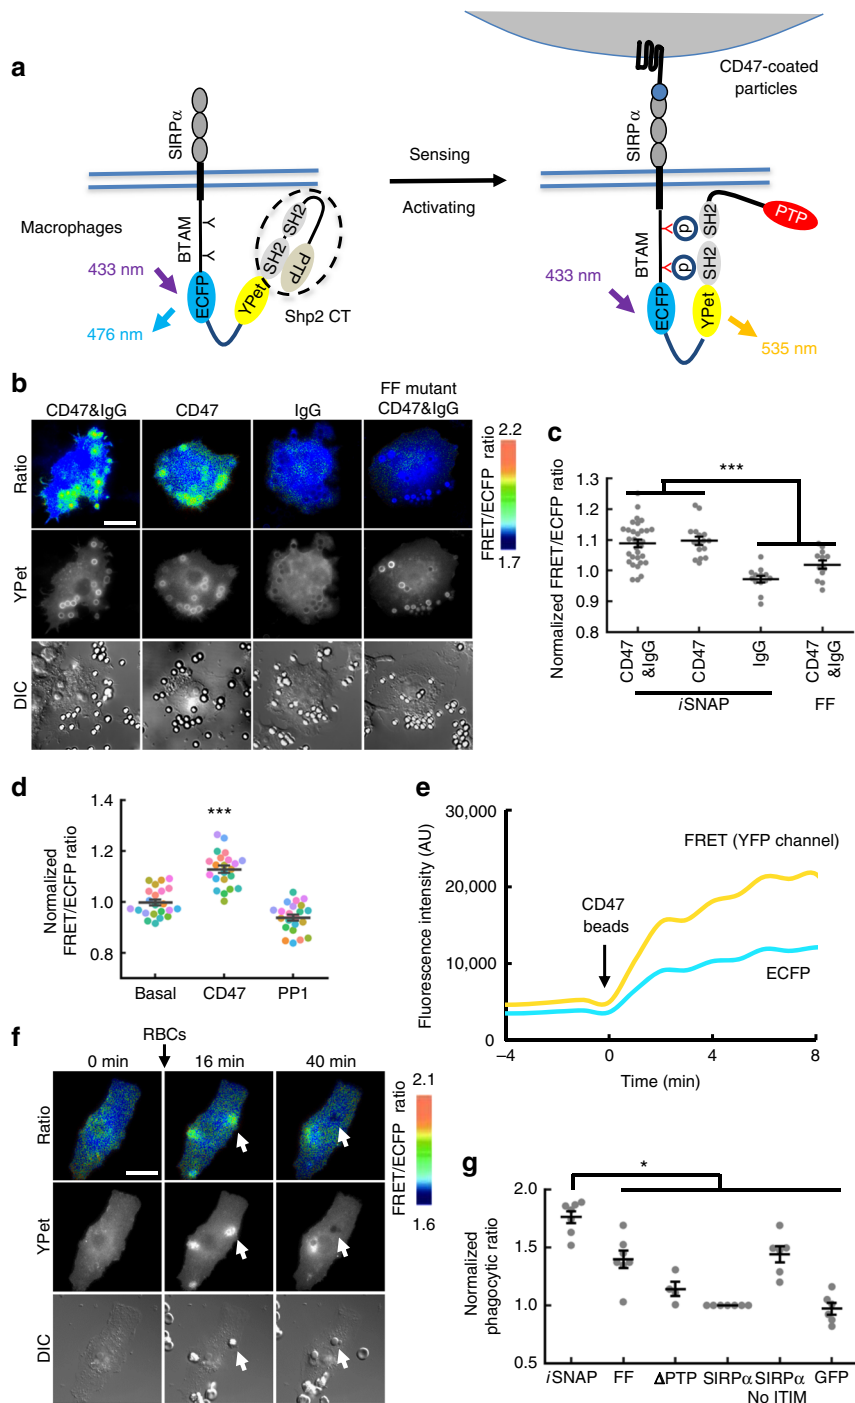 a
SIRPα
Macrophages
BTAM
433 nm
476 nm
ECFP
YPet
SH2
SH2
PTP
Shp2 CT
Sensing
Activating
CD47-coated
particles
SIRPα
BTAM
433 nm
ECFP
p
p
SH2
SH2
PTP
YPet
535 nm
b
CD47&IgG
CD47
IgG
FF mutant
CD47&IgG
Ratio
YPet
DIC
FRET/ECFP ratio
2.2
1.7
c
Normalized FRET/ECFP ratio
***
1.3
1.2
1.1
1.0
0.9
0.8
CD47
&IgG
CD47
IgG
CD47
&IgG
iSNAP
FF
d
Normalized
FRET/ECFP ratio
***
1.4
1.2
1.0
0.8
Basal
CD47
PP1
e
Fluorescence intensity (AU)
30,000
20,000
10,000
0
FRET (YFP channel)
CD47
beads
ECFP
−4
0
4
8
Time (min)
f
RBCs
0 min
16 min
40 min
Ratio
YPet
DIC
FRET/ECFP ratio
2.1
1.6
g
Normalized
phagocytic ratio
*
2.0
1.5
1.0
0.5
iSNAP
FF
ΔPTP
SIRPα
SIRPα
No ITIM
GFP